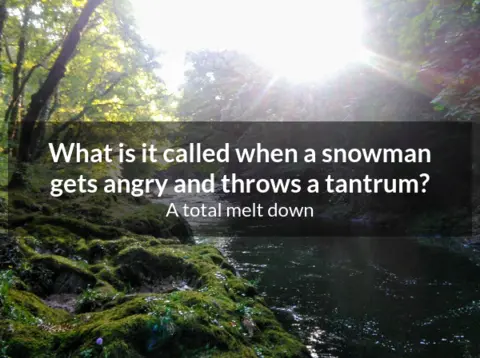 What is it called when a snowman
gets angry and throws a tantrum?
A total melt down